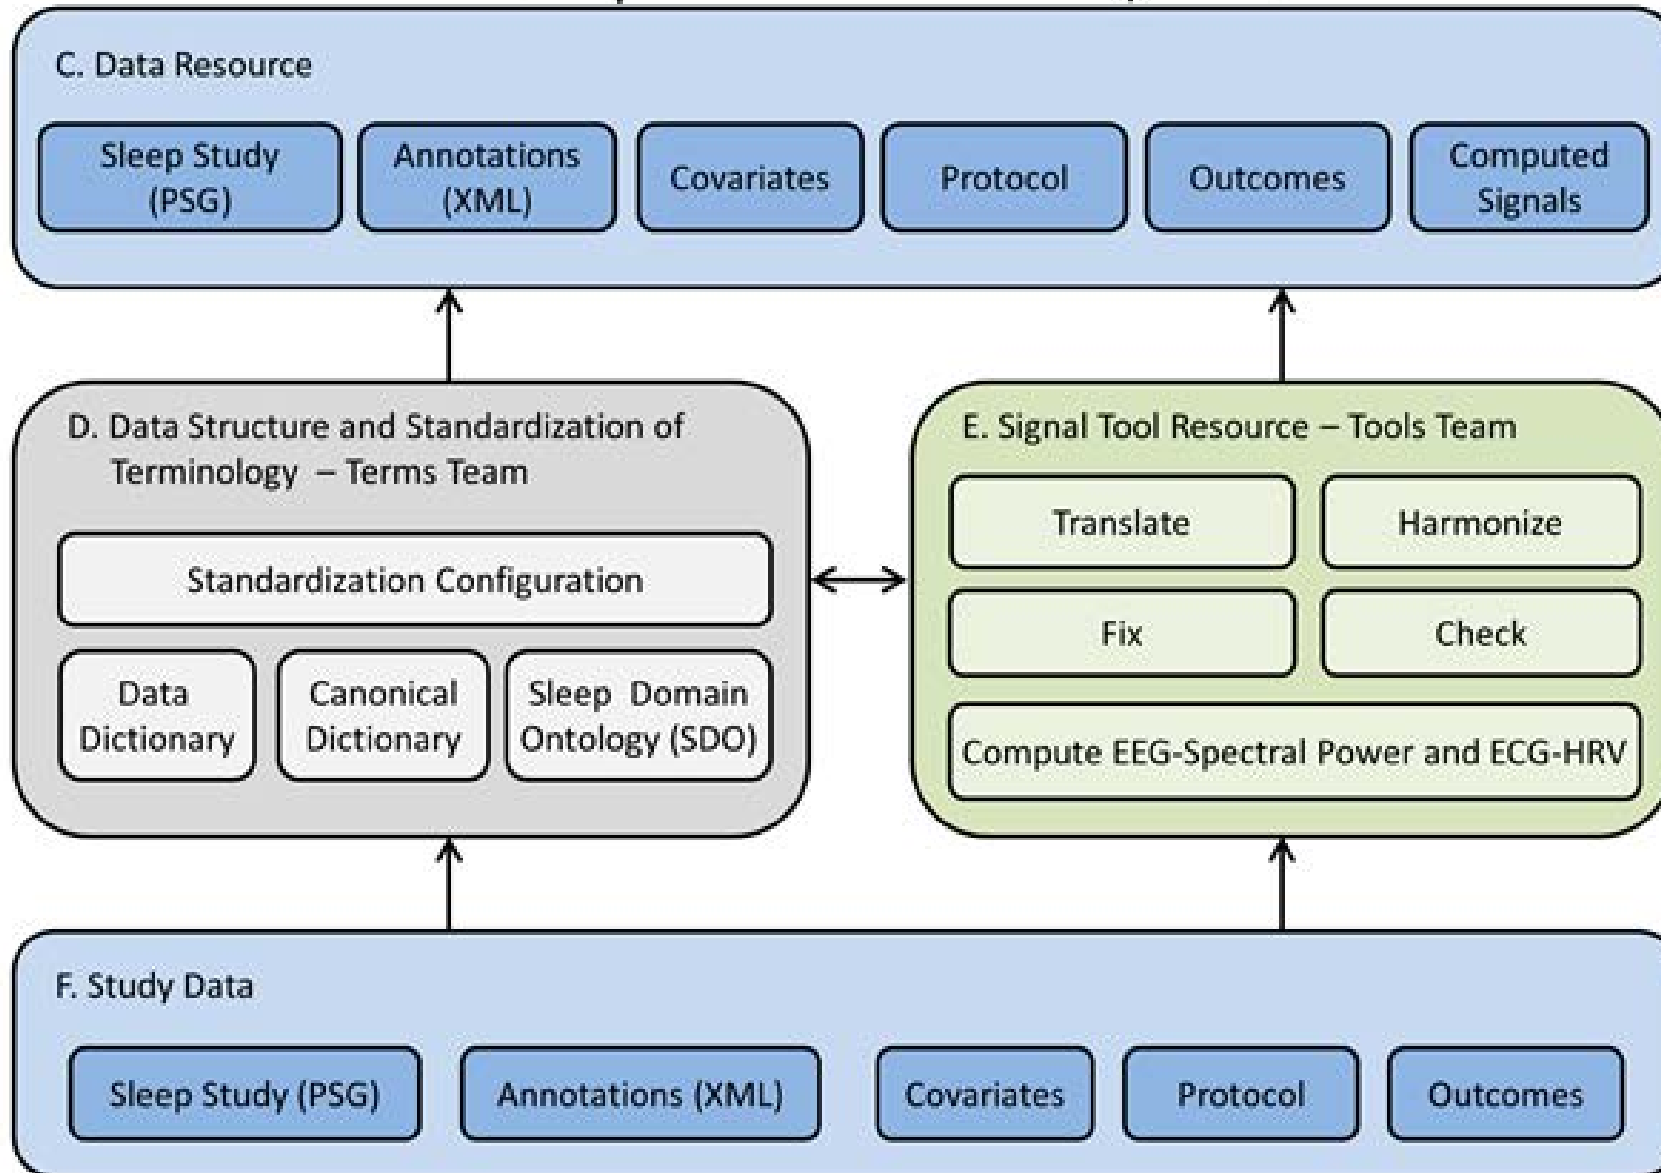 C. Data Resource
Sleep Study
(PSG)
Annotations
(XML)
Covariates
Protocol
Outcomes
Computed
Signals
D. Data Structure and Standardization of
Terminology – Terms Team
Standardization Configuration
Data
Dictionary
Canonical
Dictionary
Sleep Domain
Ontology (SDO)
E. Signal Tool Resource – Tools Team
Translate
Harmonize
Fix
Check
Compute EEG-Spectral Power and ECG-HRV
F. Study Data
Sleep Study (PSG)
Annotations (XML)
Covariates
Protocol
Outcomes